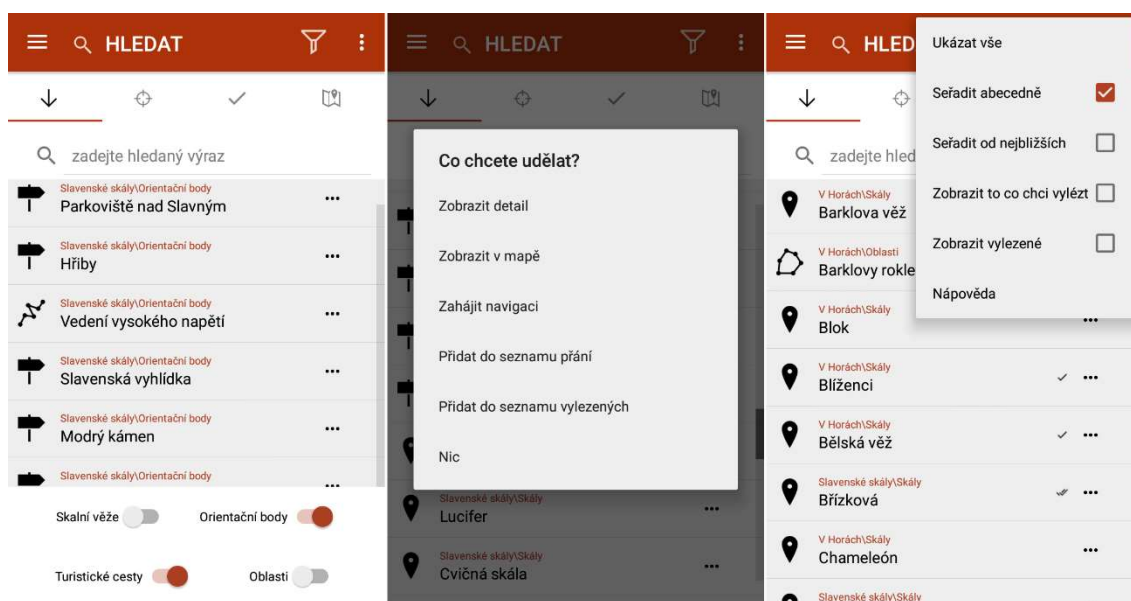 HLEDAT
zadejte hledaný výraz
Slavenské skály\Orientační body
Parkoviště nad Slavným
Slavenské skály\Orientační body
Hřiby
Slavenské skály\Orientační body
Vedení vysokého napětí
Slavenské skály\Orientační body
Slavenská vyhlídka
Slavenské skály\Orientační body
Modrý kámen
Slavenské skály\Orientační body
Skalní věže
Orientační body
Turistické cesty
Oblasti
HLEDAT
Co chcete udělat?
Zobrazit detail
Zobrazit v mapě
Zahájit navigaci
Přidat do seznamu přání
Přidat do seznamu vylezených
Nic
Slavenské skály\Skály
Lucifer
Slavenské skály\Skály
Cvičná skála
HLED
zadejte hled
V Horách\Skály
Barklova věž
V Horách\Oblasti
Barklovy rokle
V Horách\Skály
Blok
V Horách\Skály
Blíženci
V Horách\Skály
Bělská věž
Slavenské skály\Skály
Břízková
V Horách\Skály
Chameleón
Slavenské skály\Skály
Ukázat vše
Seřadit abecedně
Seřadit od nejbližších
Zobrazit to co chci vylézt
Zobrazit vylezené
Nápověda